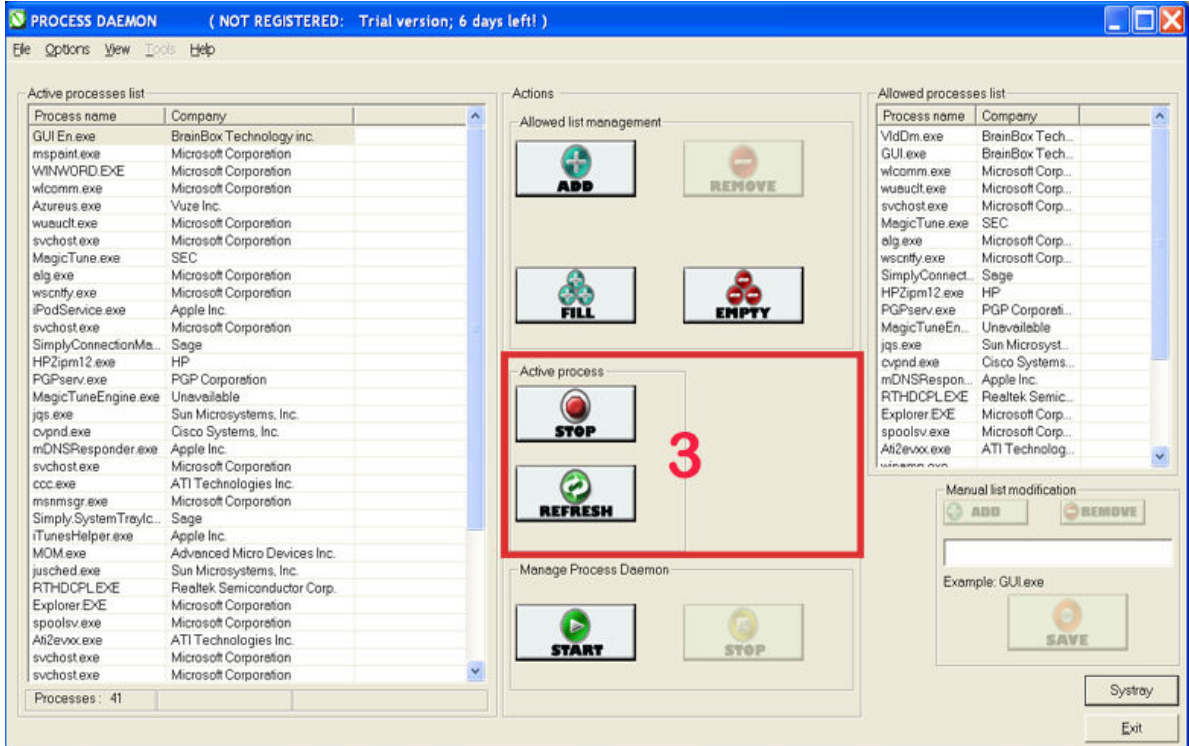 PROCESS DAEMON ( NOT REGISTERED: Trial version; 6 days left! )
File Options View Tools Help
Active processes list
Process name Company
GUI En.exe BrainBox Technology inc.
mspaint.exe Microsoft Corporation
WINWORD.EXE Microsoft Corporation
wlcomm.exe Microsoft Corporation
Azureus.exe Vuze Inc.
wuauclt.exe Microsoft Corporation
svchost.exe Microsoft Corporation
MagicTune.exe SEC
alg.exe Microsoft Corporation
wscntfy.exe Microsoft Corporation
iPodService.exe Apple Inc.
svchost.exe Microsoft Corporation
SimplyConnectionMa... Sage
HPZipm12.exe HP
PGPserv.exe PGP Corporation
MagicTuneEngine.exe Unavailable
jqs.exe Sun Microsystems, Inc.
cvpnd.exe Cisco Systems, Inc.
mDNSResponder.exe Apple Inc.
svchost.exe Microsoft Corporation
ccc.exe ATI Technologies Inc.
msnmsgr.exe Microsoft Corporation
Simply.SystemTrayIc... Sage
iTunesHelper.exe Apple Inc.
MOM.exe Advanced Micro Devices Inc.
jusched.exe Sun Microsystems, Inc.
RTHDCPL.EXE Realtek Semiconductor Corp.
Explorer.EXE Microsoft Corporation
spoolsv.exe Microsoft Corporation
Ati2evxx.exe ATI Technologies Inc.
svchost.exe Microsoft Corporation
svchost.exe Microsoft Corporation
Processes : 41
Actions
Allowed list management
ADD REMOVE
FILL EMPTY
Active process
STOP
3
REFRESH
Manage Process Daemon
START STOP
Allowed processes list
Process name Company
VldDm.exe BrainBox Tech...
GUI.exe BrainBox Tech...
wlcomm.exe Microsoft Corp...
wuauclt.exe Microsoft Corp...
svchost.exe Microsoft Corp...
MagicTune.exe SEC
alg.exe Microsoft Corp...
wscntfy.exe Microsoft Corp...
SimplyConnect... Sage
HPZipm12.exe HP
PGPserv.exe PGP Corporati...
MagicTuneEn... Unavailable
jqs.exe Sun Microsyst...
cvpnd.exe Cisco Systems...
mDNSRespon... Apple Inc.
RTHDCPL.EXE Realtek Semic...
Explorer.EXE Microsoft Corp...
spoolsv.exe Microsoft Corp...
Ati2evxx.exe ATI Technolog...
Manual list modification
ADD REMOVE
Example: GUI.exe
SAVE
Systray
Exit